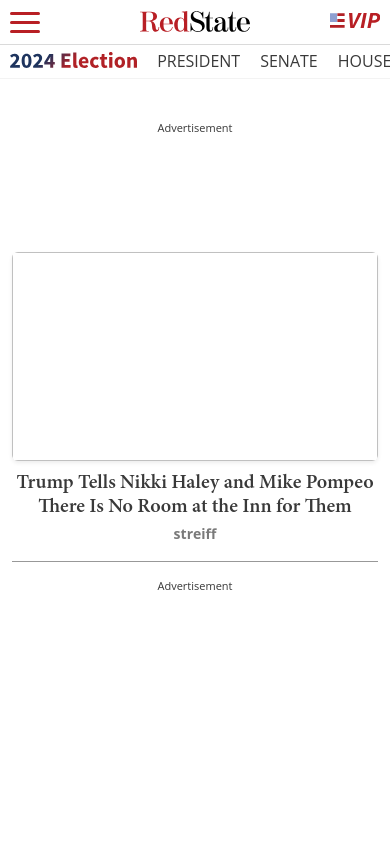 RedState
VIP
2024 Election PRESIDENT SENATE HOUSE
Advertisement
Trump Tells Nikki Haley and Mike Pompeo
There Is No Room at the Inn for Them
streiff
Advertisement